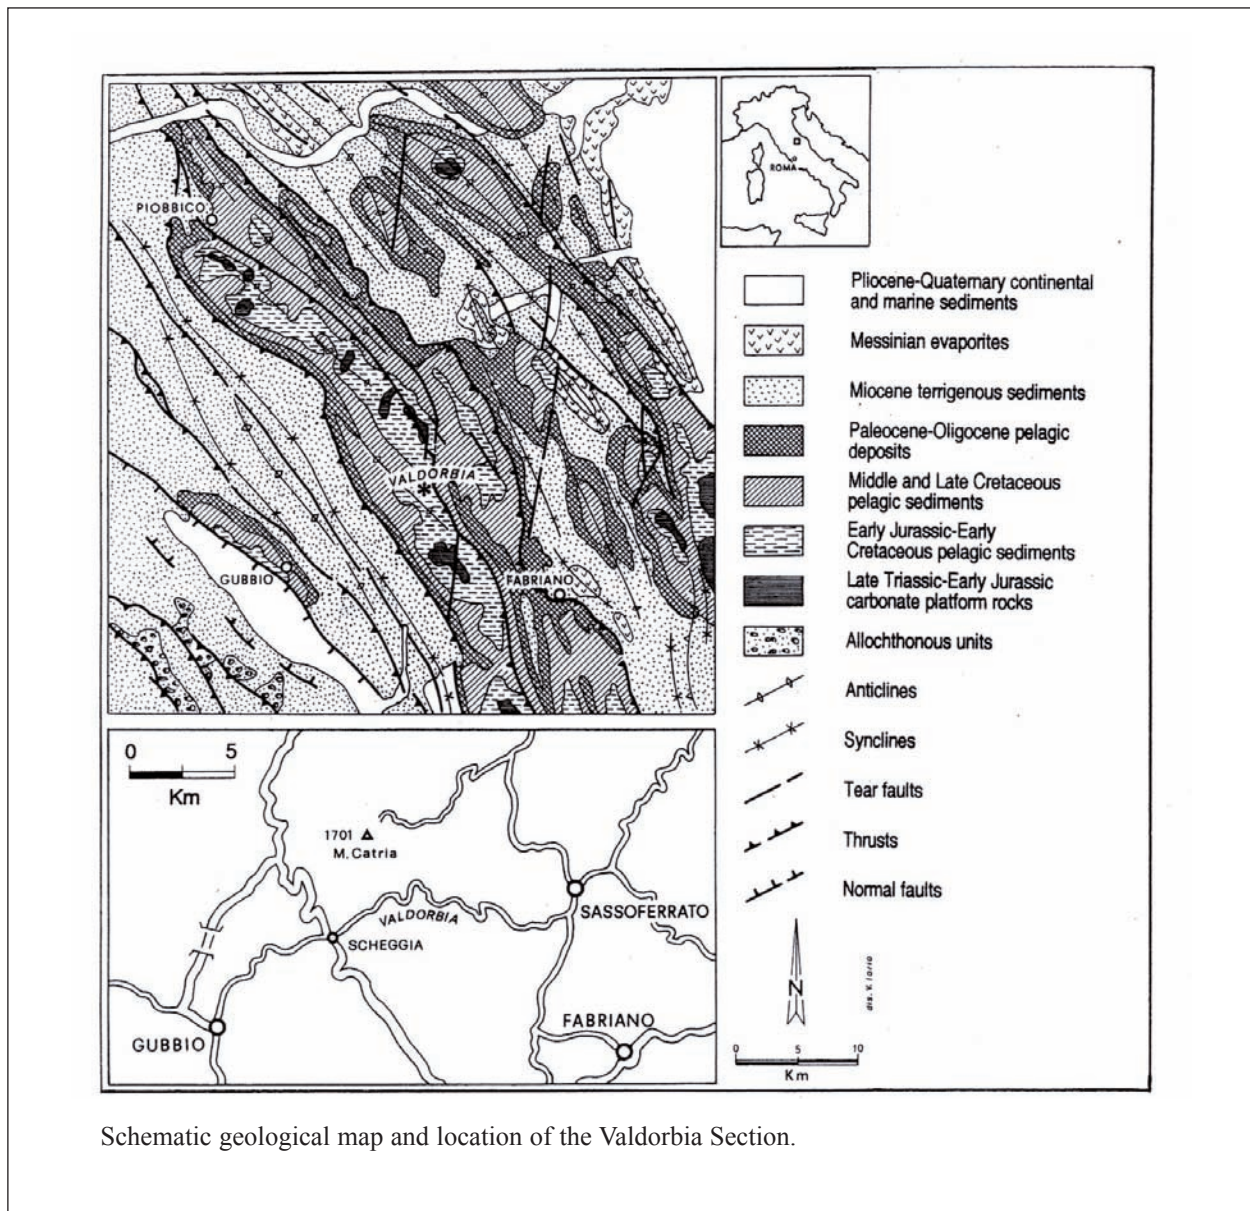 PIOBBICO
VALDORBIA
GUBBIO
FABRIANO
ROMA
Pliocene-Quaternary continental
and marine sediments
Messinian evaporites
Miocene terrigenous sediments
Paleocene-Oligocene pelagic
deposits
Middle and Late Cretaceous
pelagic sediments
Early Jurassic-Early
Cretaceous pelagic sediments
Late Triassic-Early Jurassic
carbonate platform rocks
Allochthonous units
Anticlines
Synclines
Tear faults
Thrusts
Normal faults
N
dis. V. Iorio
0 5 10
Km
0 5
Km
1701
M. Catria
VALDORBIA
SASSOFERRATO
SCHEGGIA
GUBBIO
FABRIANO
Schematic geological map and location of the Valdorbia Section.